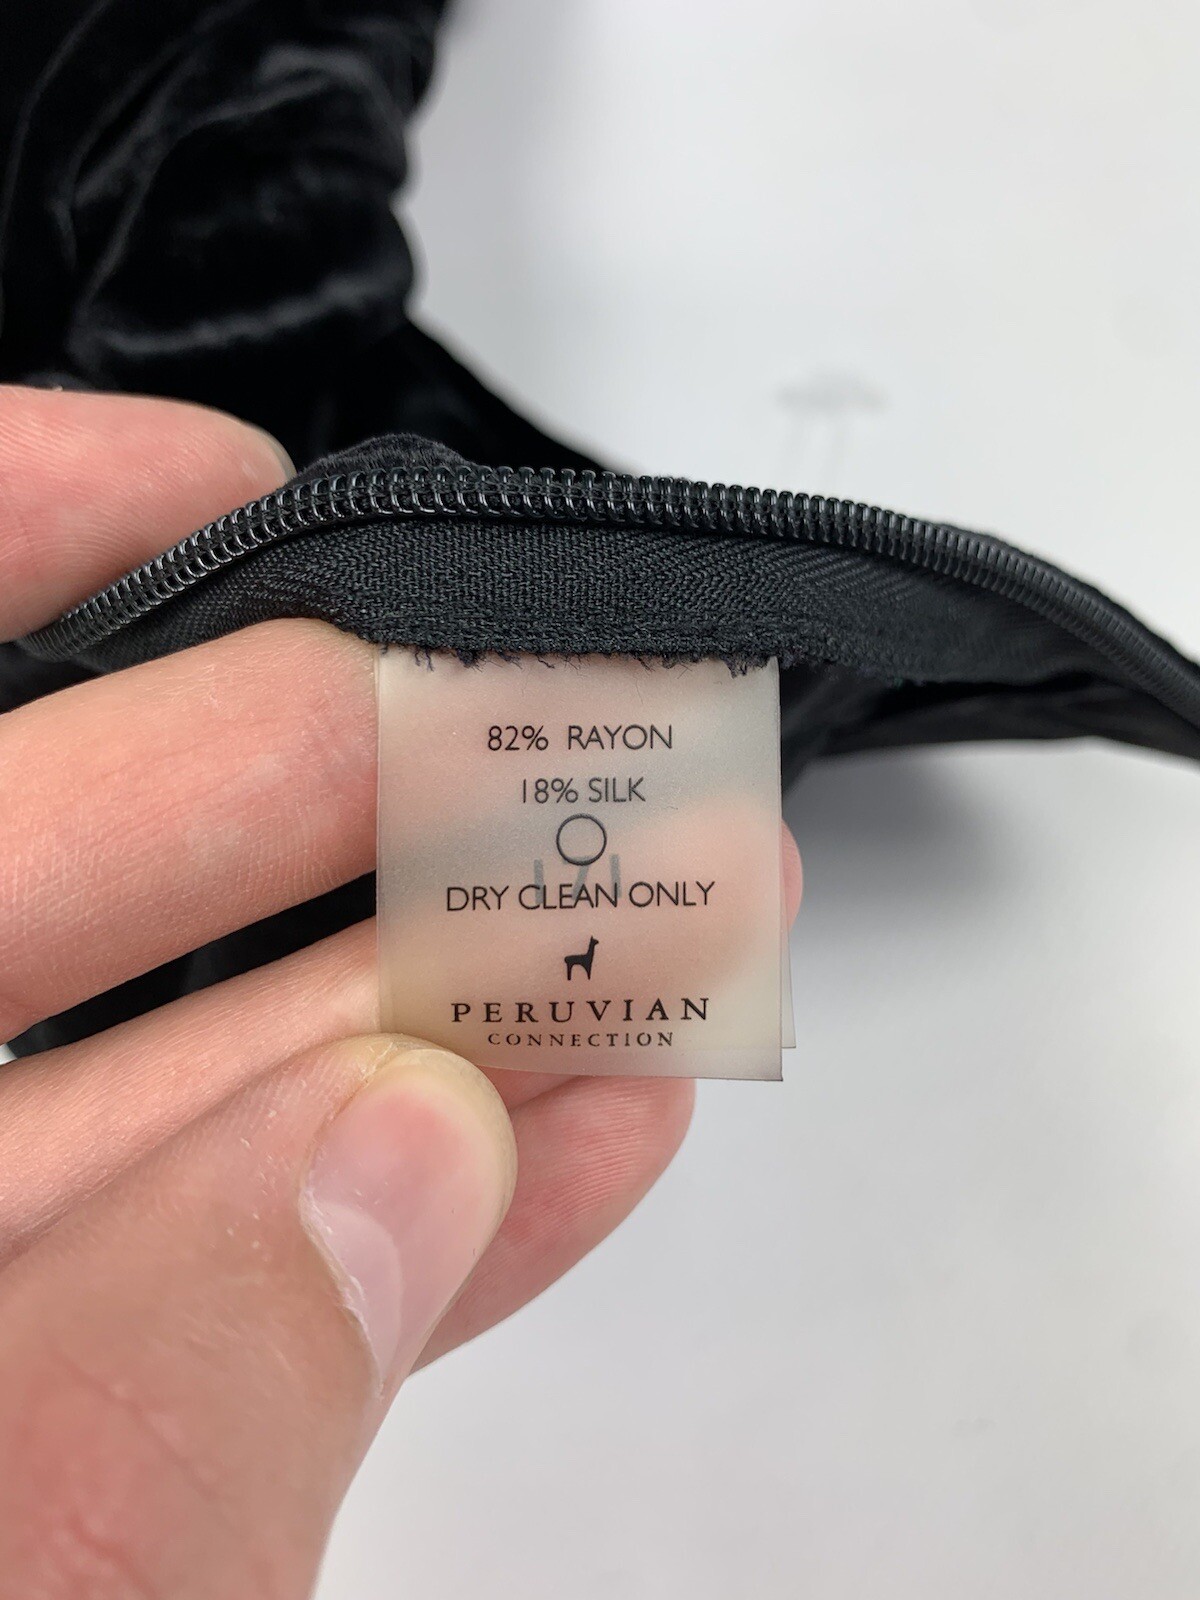 82% RAYON
18% SILK
DRY CLEAN ONLY
PERUVIAN
CONNECTION